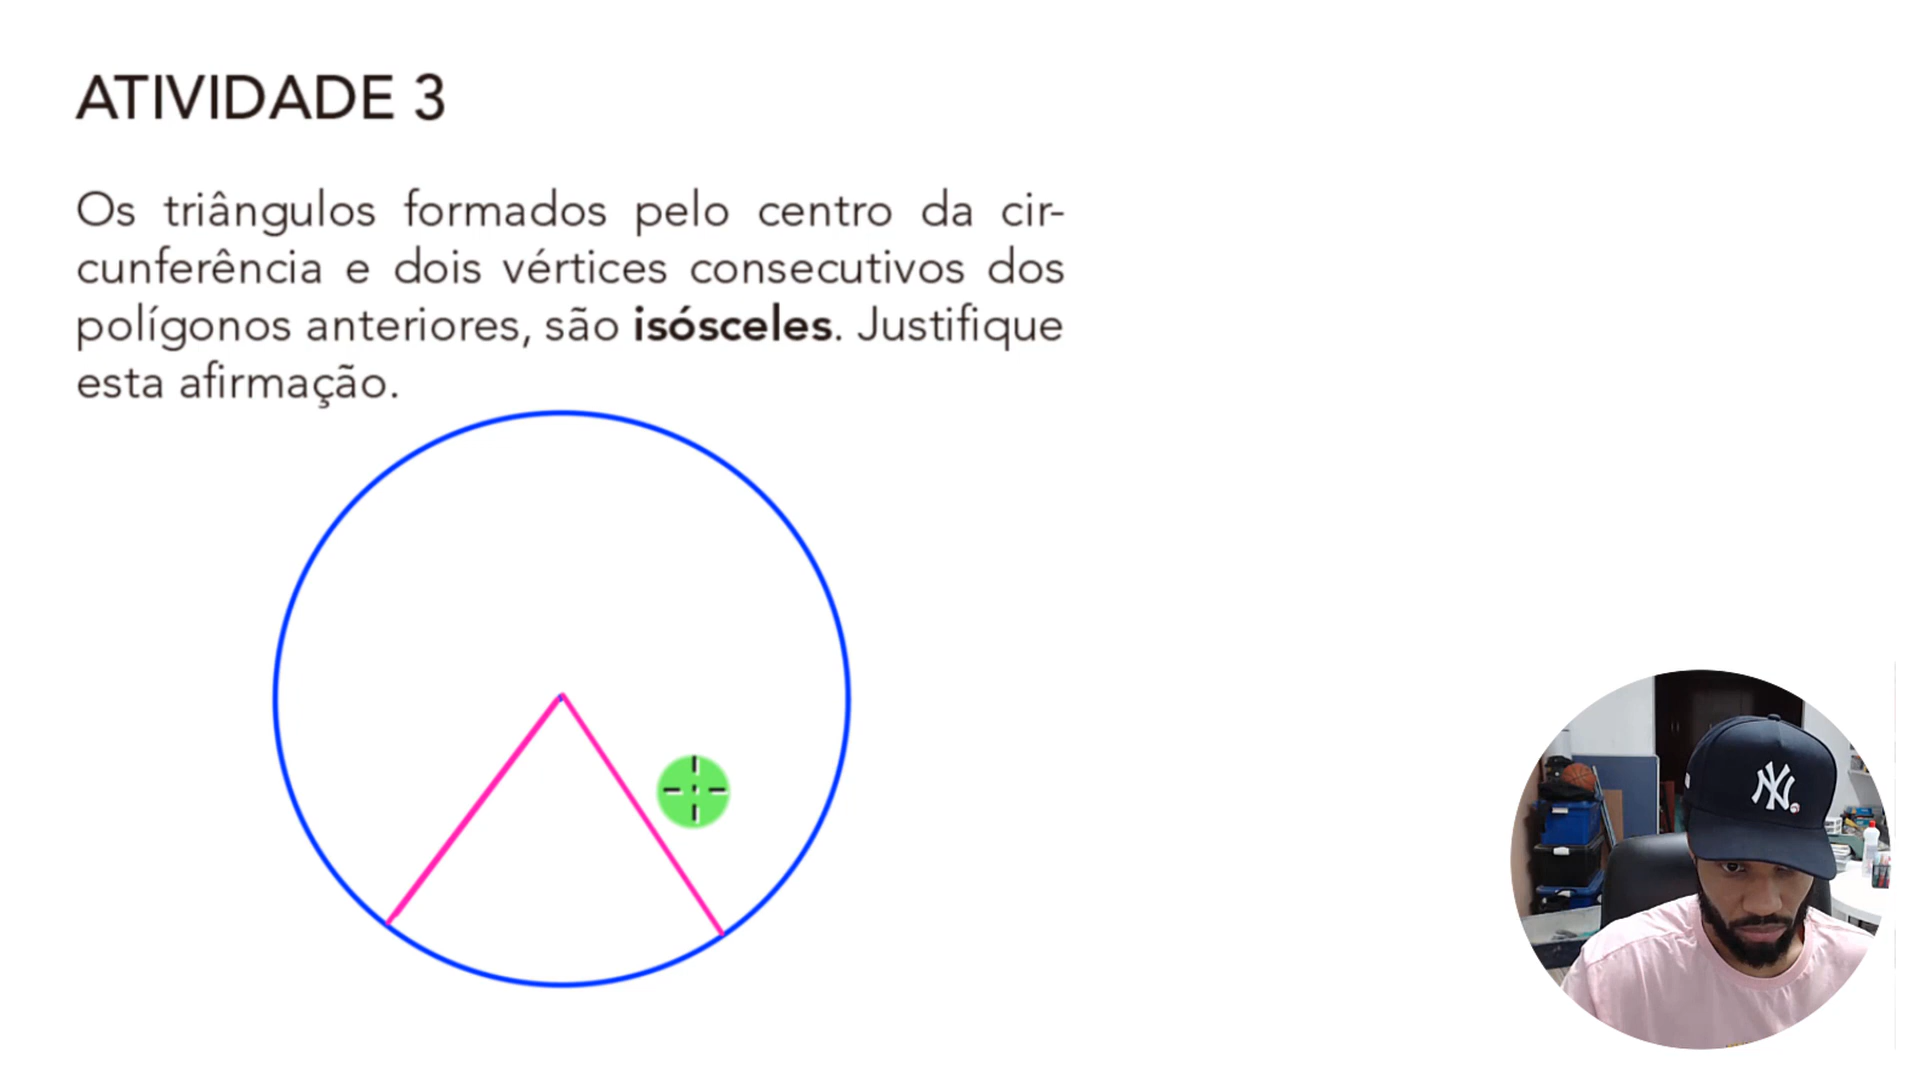 ATIVIDADE 3
Os triângulos formados pelo centro da cir-
cunferência e dois vértices consecutivos dos
polígonos anteriores, são isósceles. Justifique
esta afirmação.
NY